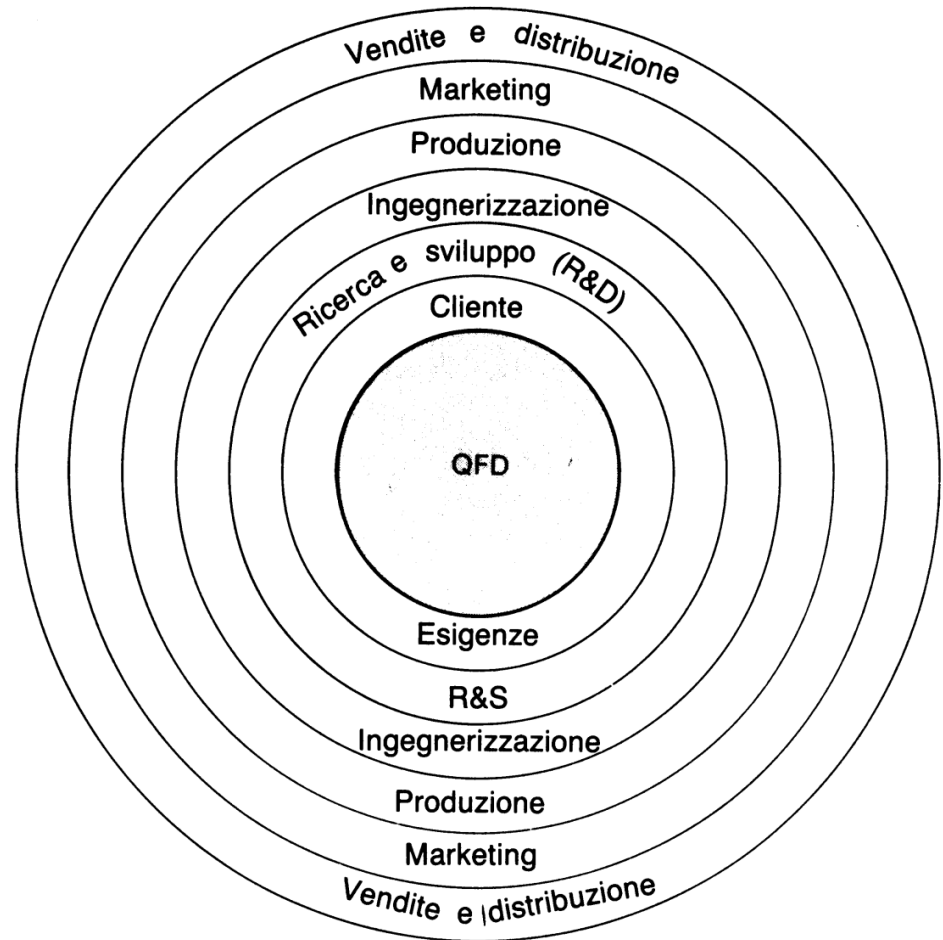 Vendite e distribuzione
Marketing
Produzione
Ingegnerizzazione
Ricerca e sviluppo (R&D)
Cliente
QFD
Esigenze
R&S
Ingegnerizzazione
Produzione
Marketing
Vendite e distribuzione